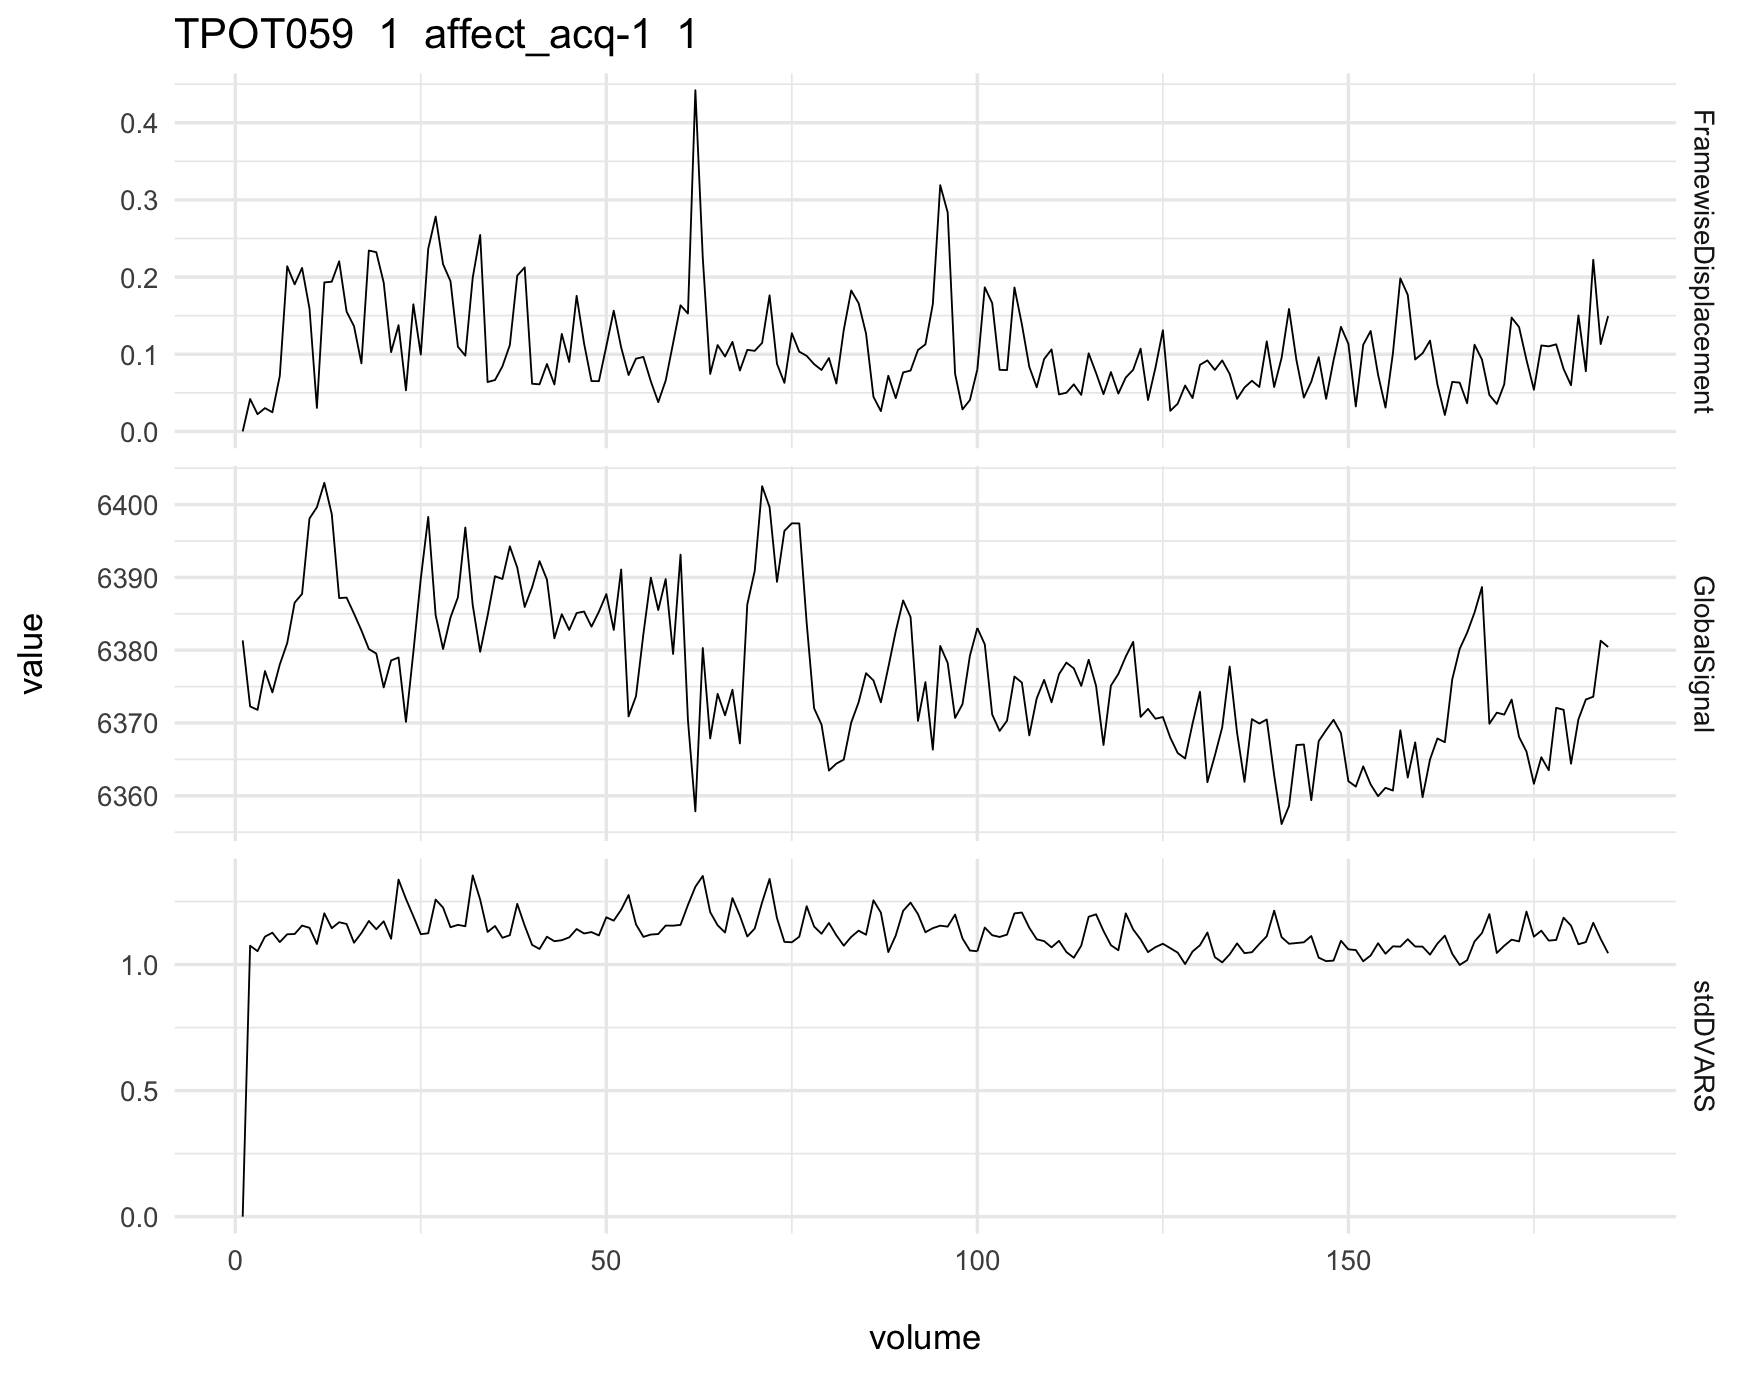 TPOT059 1 affect_acq-1 1
0.4
0.3
0.2
0.1
0.0
FramewiseDisplacement
6400
6390
6380
6370
6360
GlobalSignal
1.0
0.5
0.0
stdDVARS
value
0 50 100 150
volume